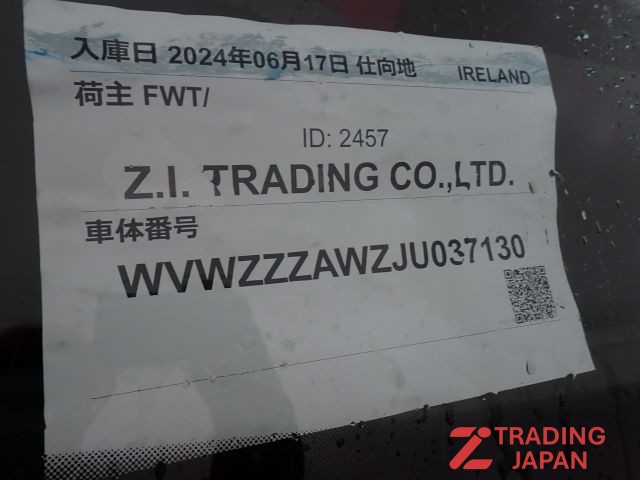 入庫日 2024年06月17日 仕向地 IRELAND
荷主 FWT/
ID: 2457
Z.I. TRADING CO.,LTD.
車体番号
WVWZZZAWZJU037130
TRADING
JAPAN